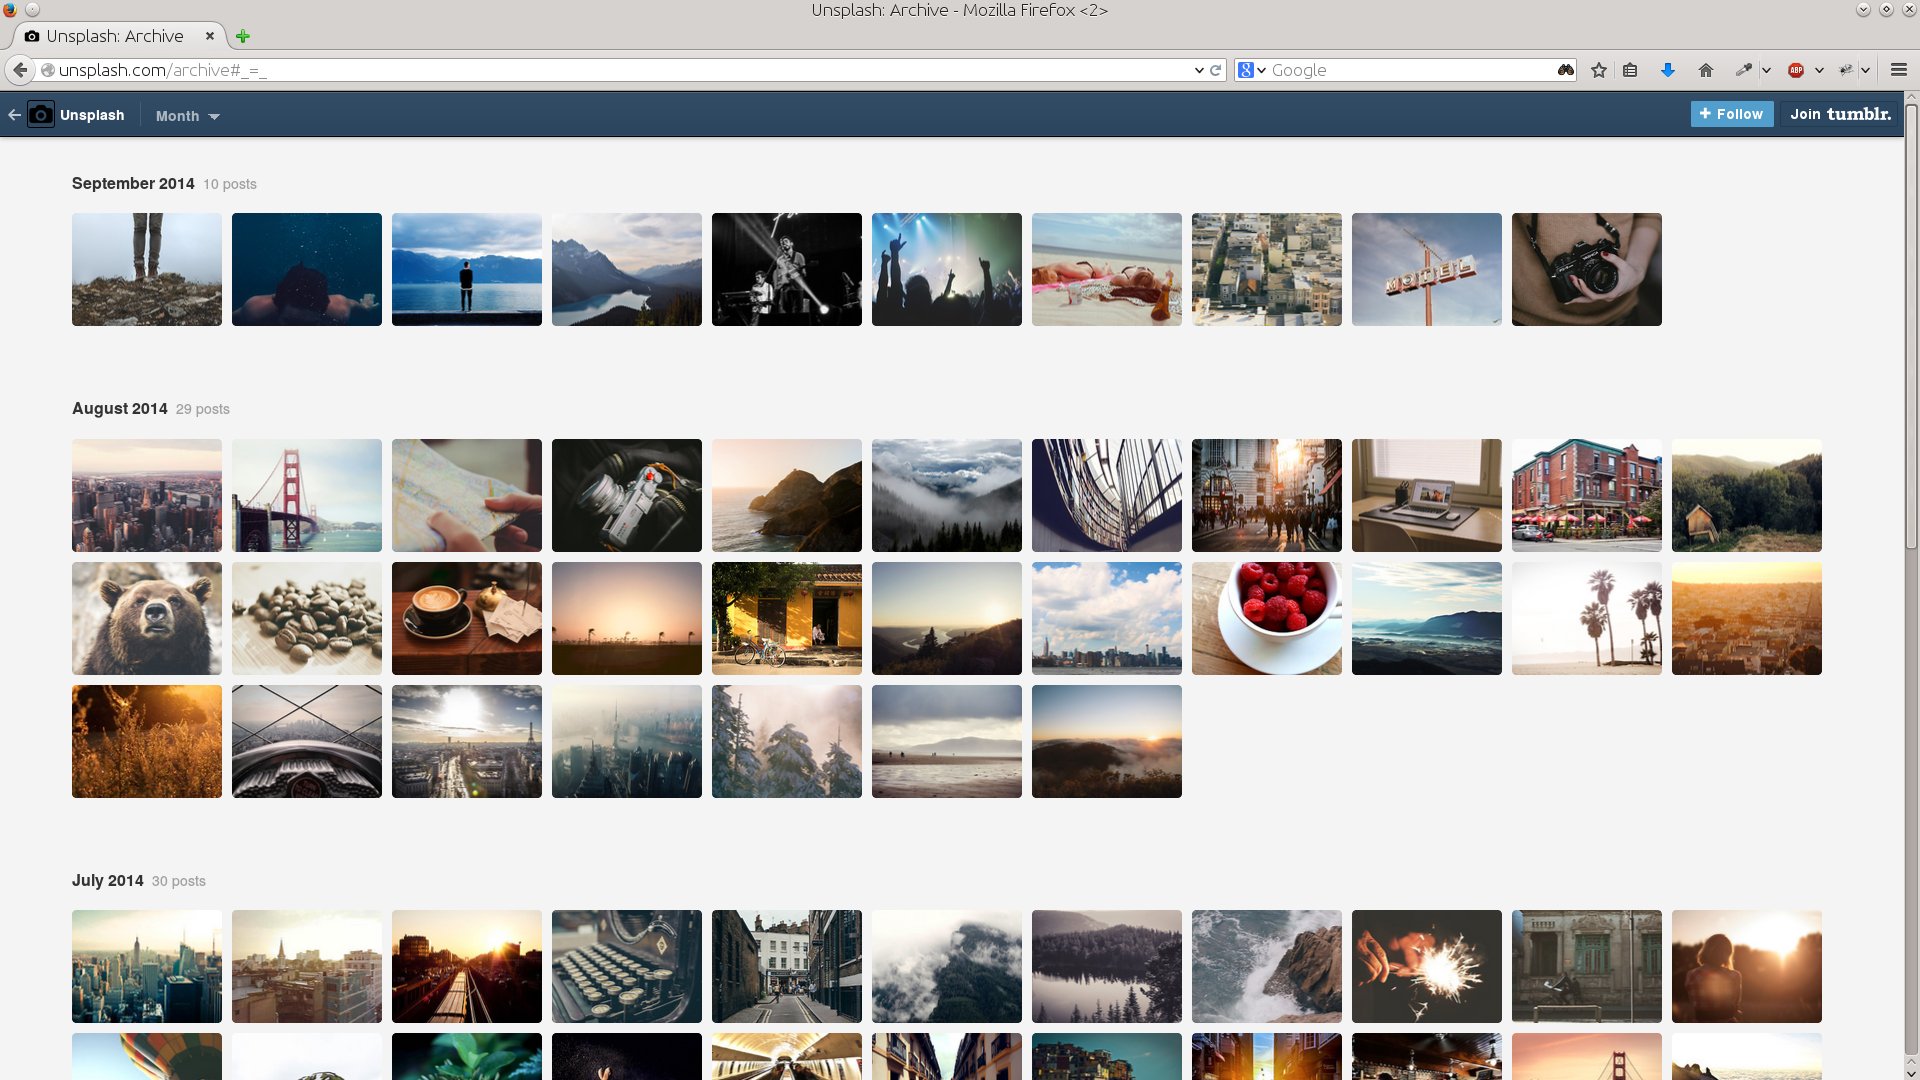 Unsplash: Archive - Mozilla Firefox <2>
Unsplash: Archive
unsplash.com/archive#_=_
Google
ABP
Unsplash
Month
+ Follow
Join tumblr.
September 2014 10 posts
MOTEL
August 2014 29 posts
July 2014 30 posts